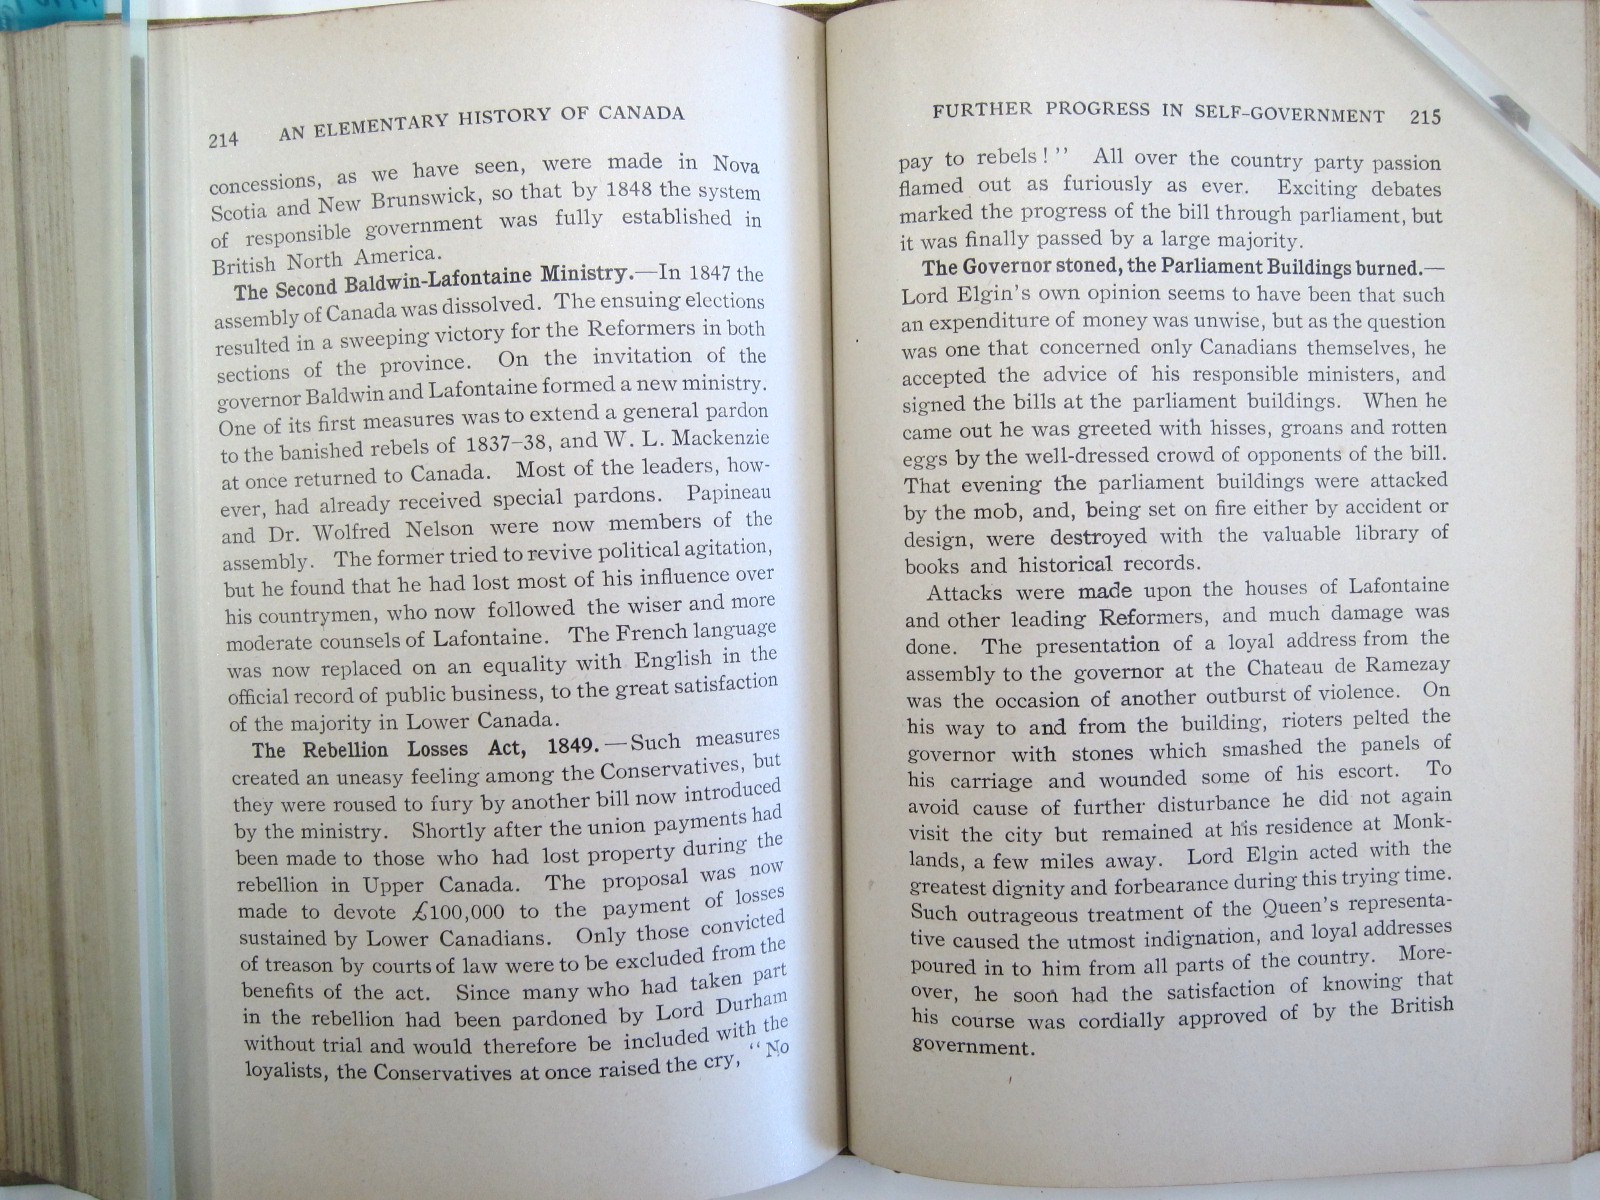 214 AN ELEMENTARY HISTORY OF CANADA
concessions, as we have seen, were made in Nova
Scotia and New Brunswick, so that by 1848 the system
of responsible government was fully established in
British North America.
The Second Baldwin-Lafontaine Ministry.—In 1847 the
assembly of Canada was dissolved. The ensuing elections
resulted in a sweeping victory for the Reformers in both
sections of the province. On the invitation of the
governor Baldwin and Lafontaine formed a new ministry.
One of its first measures was to extend a general pardon
to the banished rebels of 1837–38, and W. L. Mackenzie
at once returned to Canada. Most of the leaders, how-
ever, had already received special pardons. Papineau
and Dr. Wolfred Nelson were now members of the
assembly. The former tried to revive political agitation,
but he found that he had lost most of his influence over
his countrymen, who now followed the wiser and more
moderate counsels of Lafontaine. The French language
was now replaced on an equality with English in the
official record of public business, to the great satisfaction
of the majority in Lower Canada.
The Rebellion Losses Act, 1849.—Such measures
created an uneasy feeling among the Conservatives, but
they were roused to fury by another bill now introduced
by the ministry. Shortly after the union payments had
been made to those who had lost property during the
rebellion in Upper Canada. The proposal was now
made to devote £100,000 to the payment of losses
sustained by Lower Canadians. Only those convicted
of treason by courts of law were to be excluded from the
benefits of the act. Since many who had taken part
in the rebellion had been pardoned by Lord Durham
without trial and would therefore be included with the
loyalists, the Conservatives at once raised the cry, “No
FURTHER PROGRESS IN SELF-GOVERNMENT 215
pay to rebels!” All over the country party passion
flamed out as furiously as ever. Exciting debates
marked the progress of the bill through parliament, but
it was finally passed by a large majority.
The Governor stoned, the Parliament Buildings burned.—
Lord Elgin’s own opinion seems to have been that such
an expenditure of money was unwise, but as the question
was one that concerned only Canadians themselves, he
accepted the advice of his responsible ministers, and
signed the bills at the parliament buildings. When he
came out he was greeted with hisses, groans and rotten
eggs by the well-dressed crowd of opponents of the bill.
That evening the parliament buildings were attacked
by the mob, and, being set on fire either by accident or
design, were destroyed with the valuable library of
books and historical records.
Attacks were made upon the houses of Lafontaine
and other leading Reformers, and much damage was
done. The presentation of a loyal address from the
assembly to the governor at the Chateau de Ramezay
was the occasion of another outburst of violence. On
his way to and from the building, rioters pelted the
governor with stones which smashed the panels of
his carriage and wounded some of his escort. To
avoid cause of further disturbance he did not again
visit the city but remained at his residence at Monk-
lands, a few miles away. Lord Elgin acted with the
greatest dignity and forbearance during this trying time.
Such outrageous treatment of the Queen’s representa-
tive caused the utmost indignation, and loyal addresses
poured in to him from all parts of the country. More-
over, he soon had the satisfaction of knowing that
his course was cordially approved of by the British
government.